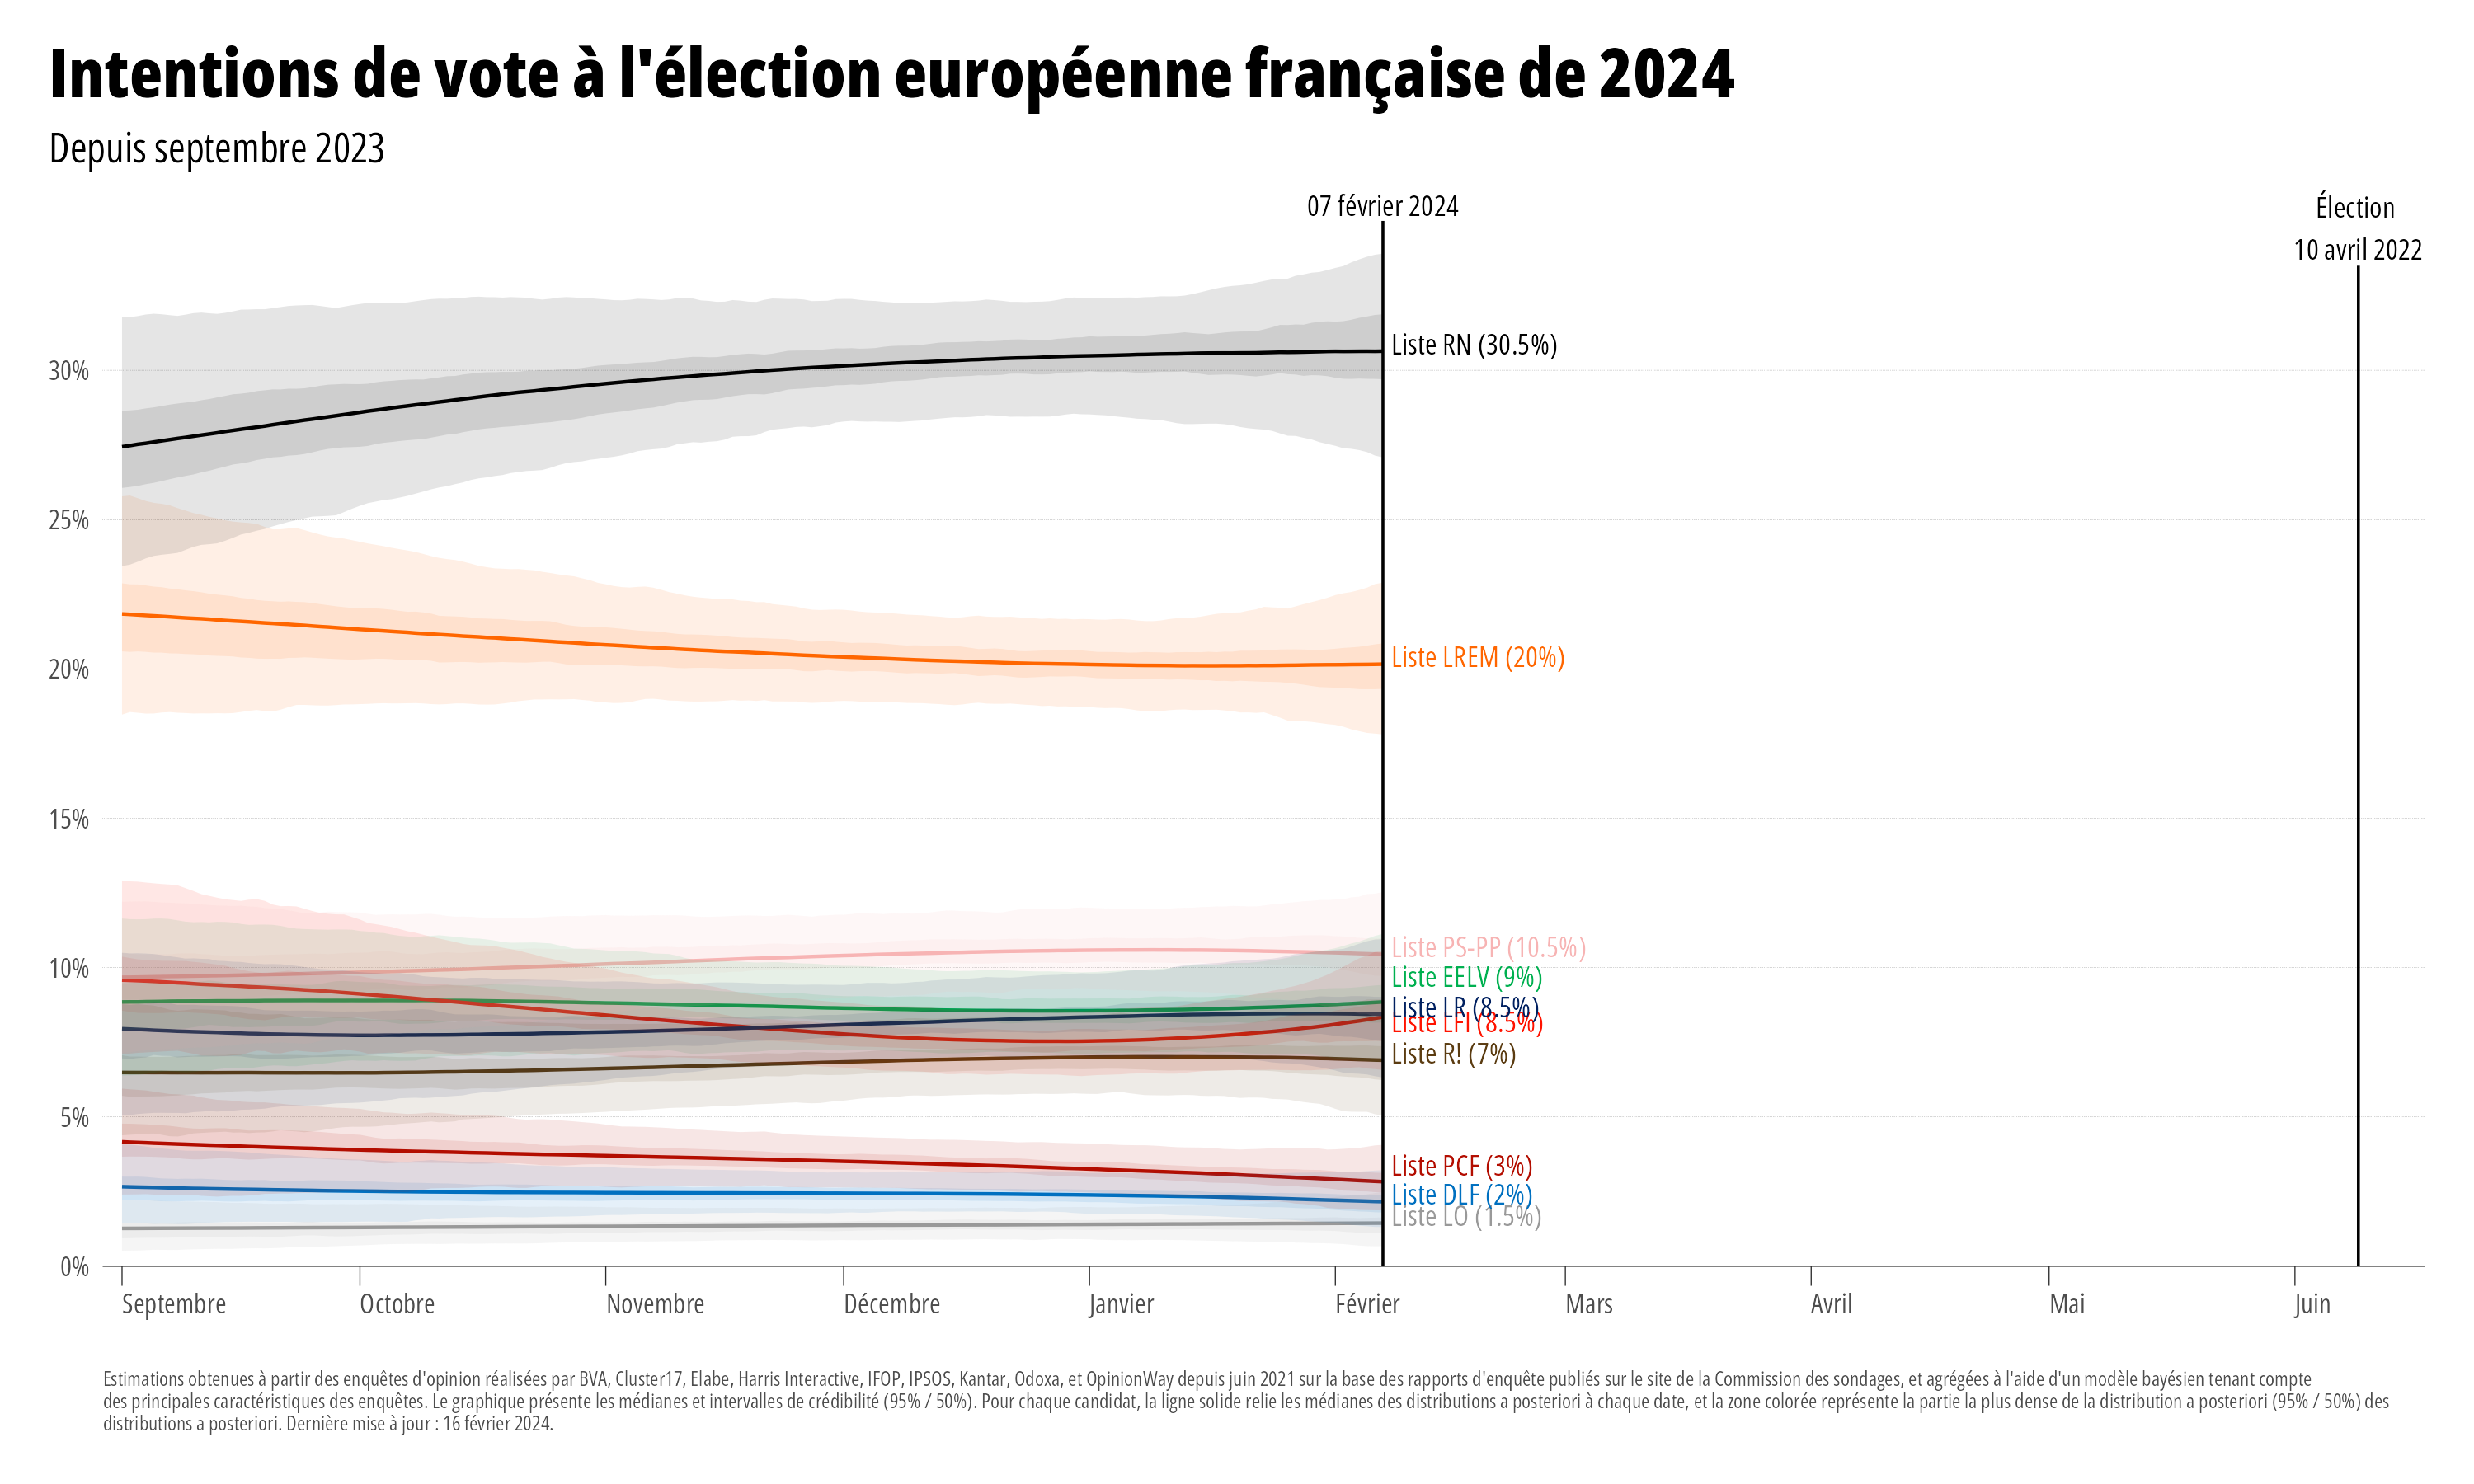 Intentions de vote à l'élection européenne française de 2024
Depuis septembre 2023
07 février 2024
Élection
10 avril 2022
30%
25%
20%
15%
10%
5%
0%
Liste RN (30.5%)
Liste LREM (20%)
Liste PS-PP (10.5%)
Liste EELV (9%)
Liste LR (8.5%)
Liste LFI (8.5%)
Liste R! (7%)
Liste PCF (3%)
Liste DLF (2%)
Liste LO (1.5%)
Septembre Octobre Novembre Décembre Janvier Février Mars Avril Mai Juin
Estimations obtenues à partir des enquêtes d'opinion réalisées par BVA, Cluster17, Elabe, Harris Interactive, IFOP, IPSOS, Kantar, Odoxa, et OpinionWay depuis juin 2021 sur la base des rapports d'enquête publiés sur le site de la Commission des sondages, et agrégées à l'aide d'un modèle bayésien tenant compte
des principales caractéristiques des enquêtes. Le graphique présente les médianes et intervalles de crédibilité (95% / 50%). Pour chaque candidat, la ligne solide relie les médianes des distributions a posteriori à chaque date, et la zone colorée représente la partie la plus dense de la distribution a posteriori (95% / 50%) des
distributions a posteriori. Dernière mise à jour : 16 février 2024.